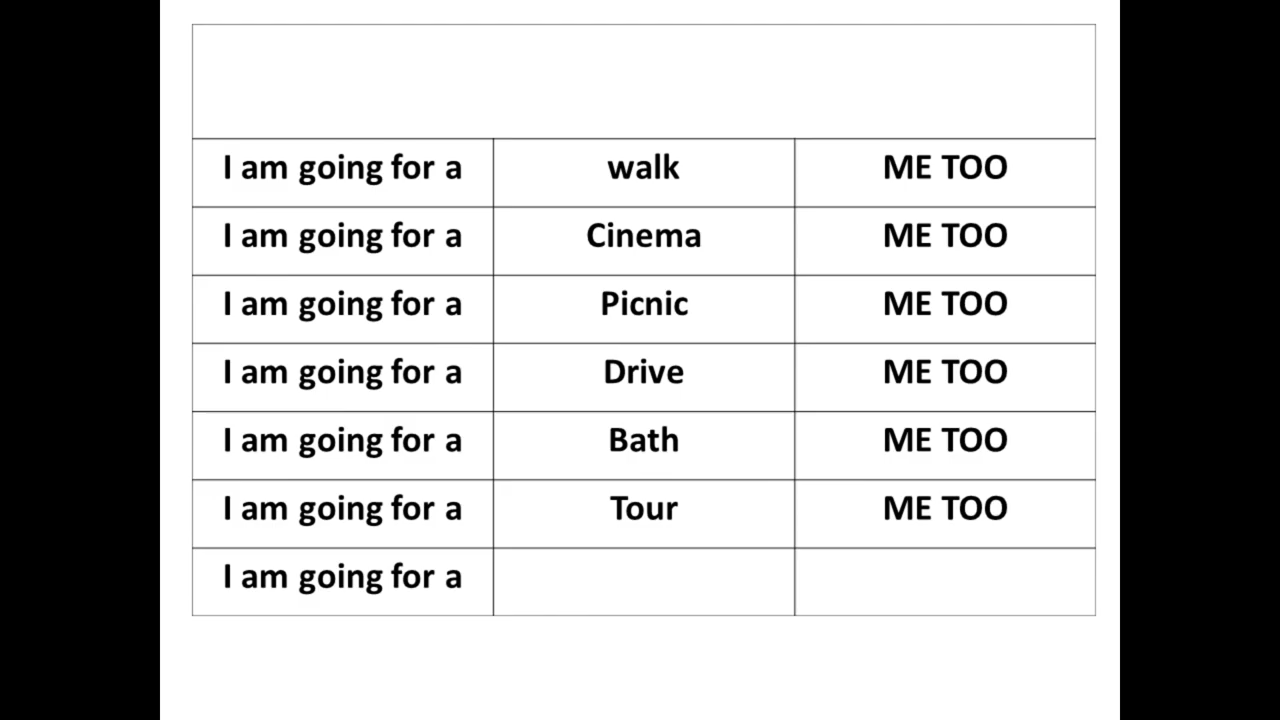 I am going for a walk ME TOO
I am going for a Cinema ME TOO
I am going for a Picnic ME TOO
I am going for a Drive ME TOO
I am going for a Bath ME TOO
I am going for a Tour ME TOO
I am going for a